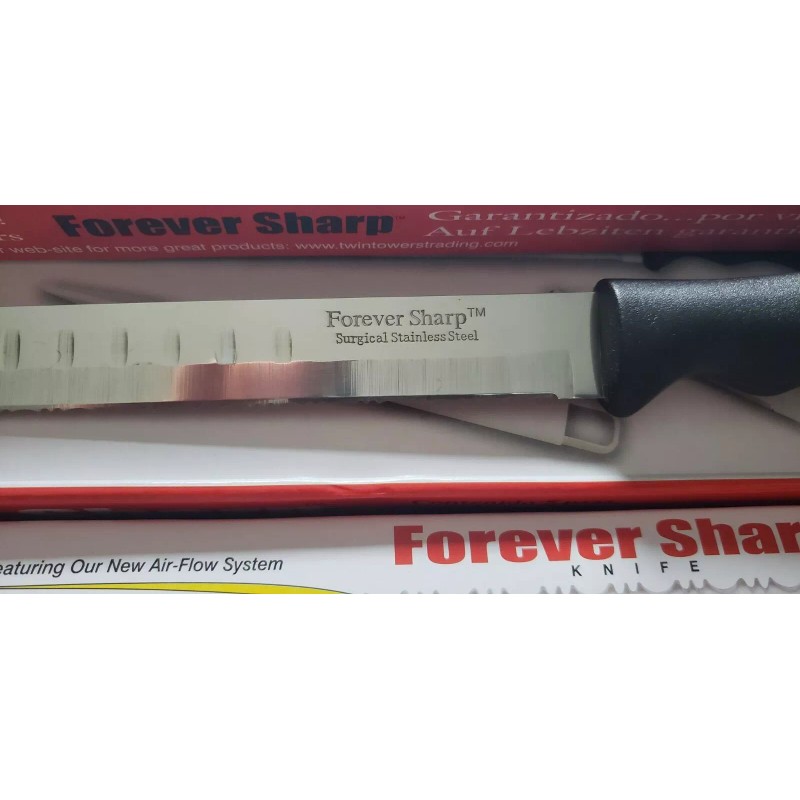 Forever Sharp™ Garantizado...por
Auf Lebziten
web-site for more great products: www.twintowerstrading.com
Forever Sharp™
Surgical Stainless Steel
eaturing Our New Air-Flow System
Forever Shar
KNIFE